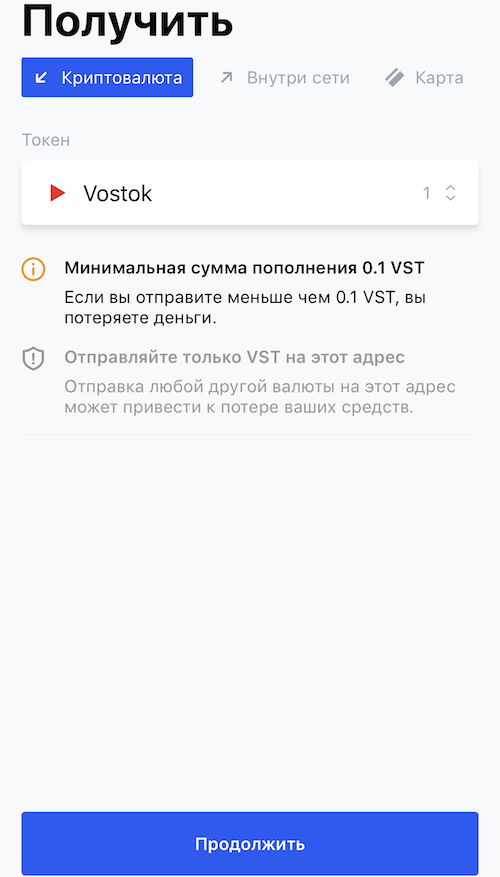 Получить
Криптовалюта
Внутри сети
Карта
Токен
Vostok
1
Минимальная сумма пополнения 0.1 VST
Если вы отправите меньше чем 0.1 VST, вы
потеряете деньги.
Отправляйте только VST на этот адрес
Отправка любой другой валюты на этот адрес
может привести к потере ваших средств.
Продолжить